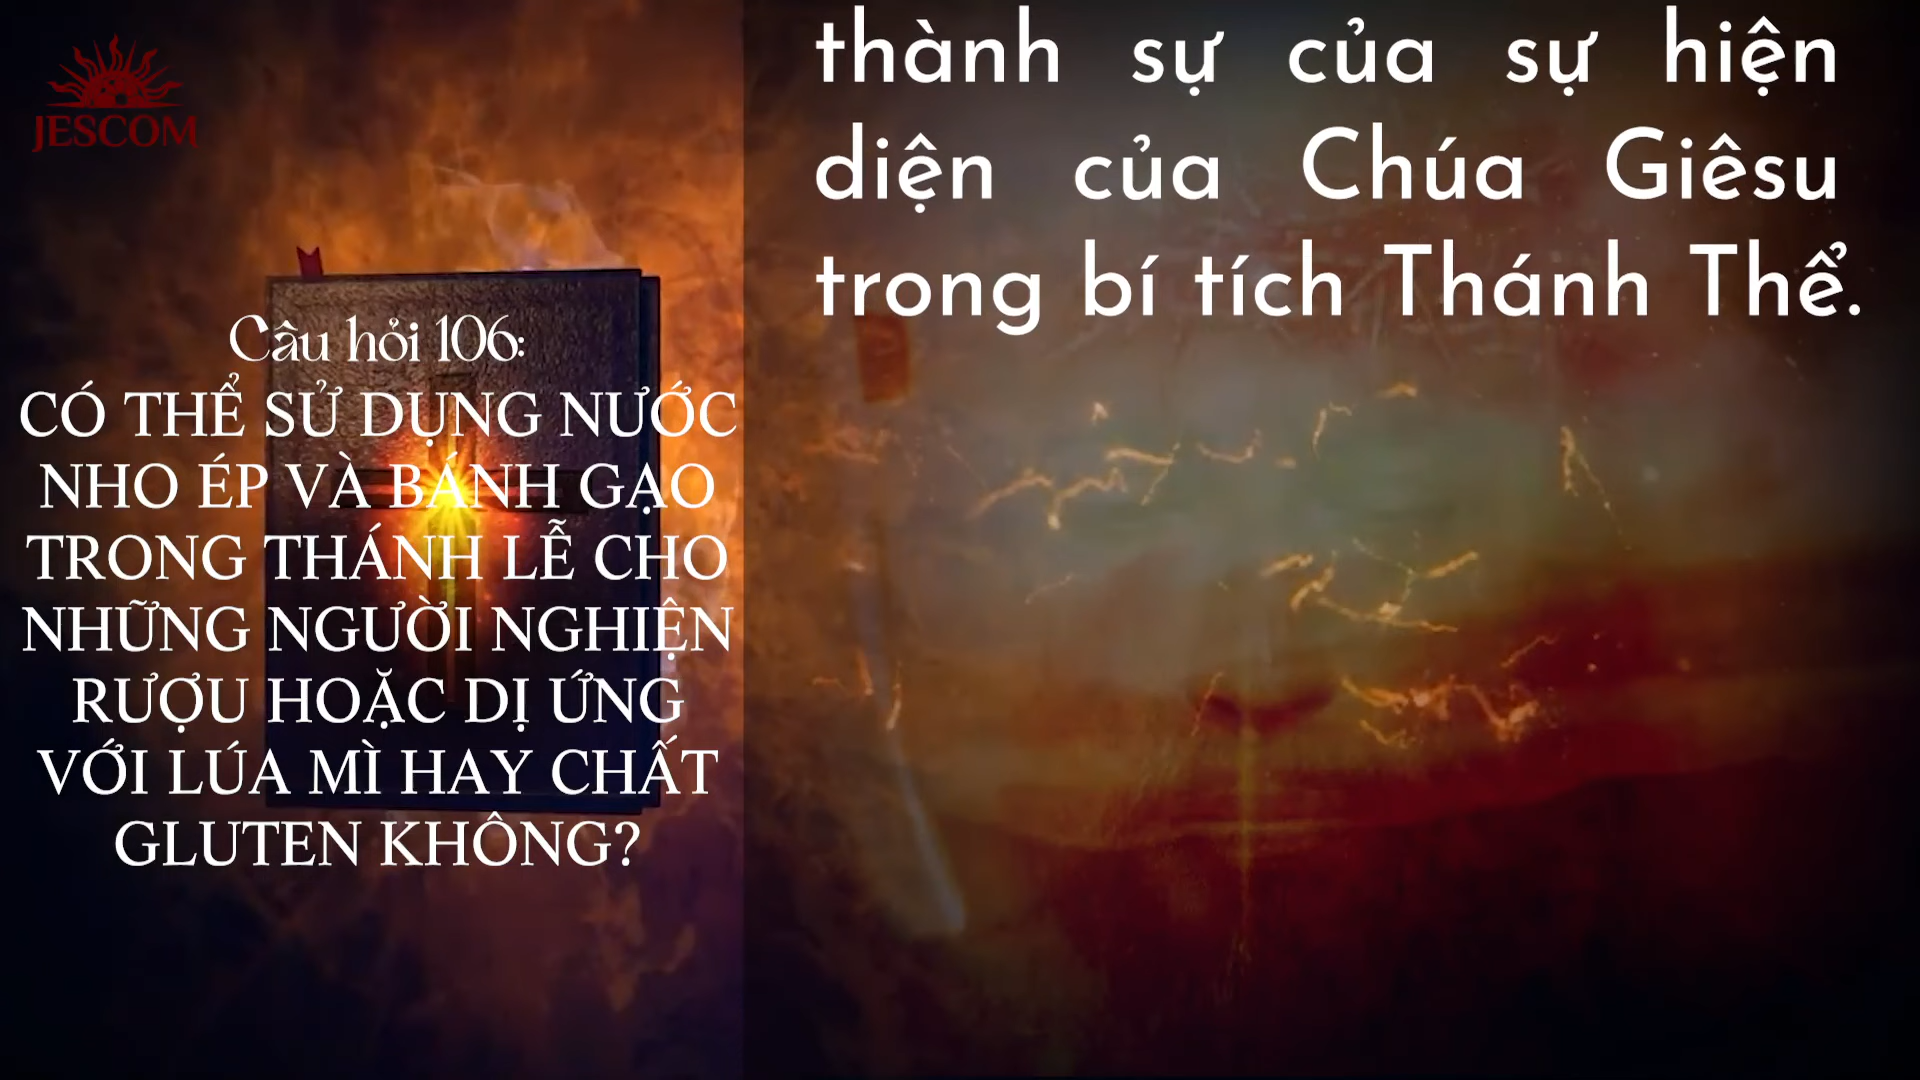 JESCOM
Câu hỏi 106:
CÓ THỂ SỬ DỤNG NƯỚC
NHO ÉP VÀ BÁNH GẠO
TRONG THÁNH LỄ CHO
NHỮNG NGƯỜI NGHIỆN
RƯỢU HOẶC DỊ ỨNG
VỚI LÚA MÌ HAY CHẤT
GLUTEN KHÔNG?
thành sự của sự hiện
diện của Chúa Giêsu
trong bí tích Thánh Thể.